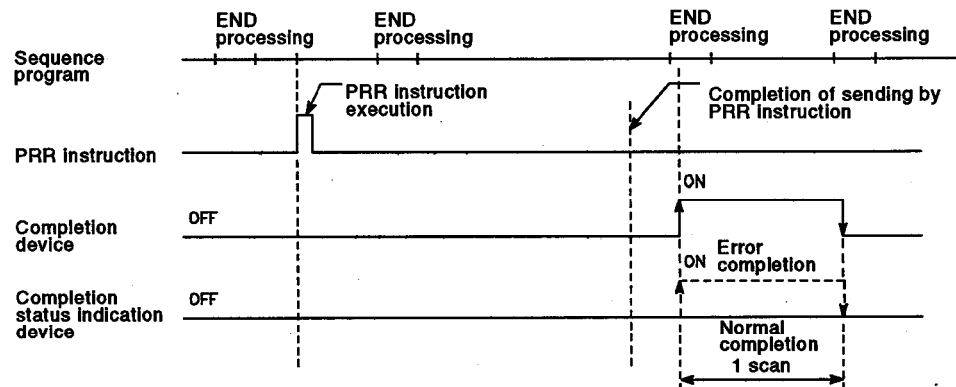 END
processing
END
processing
END
processing
END
processing
Sequence
program
PRR instruction
execution
Completion of sending by
PRR instruction
PRR instruction
ON
OFF
Completion
device
ON
Error
completion
OFF
Completion
status indication
device
Normal
completion
1 scan